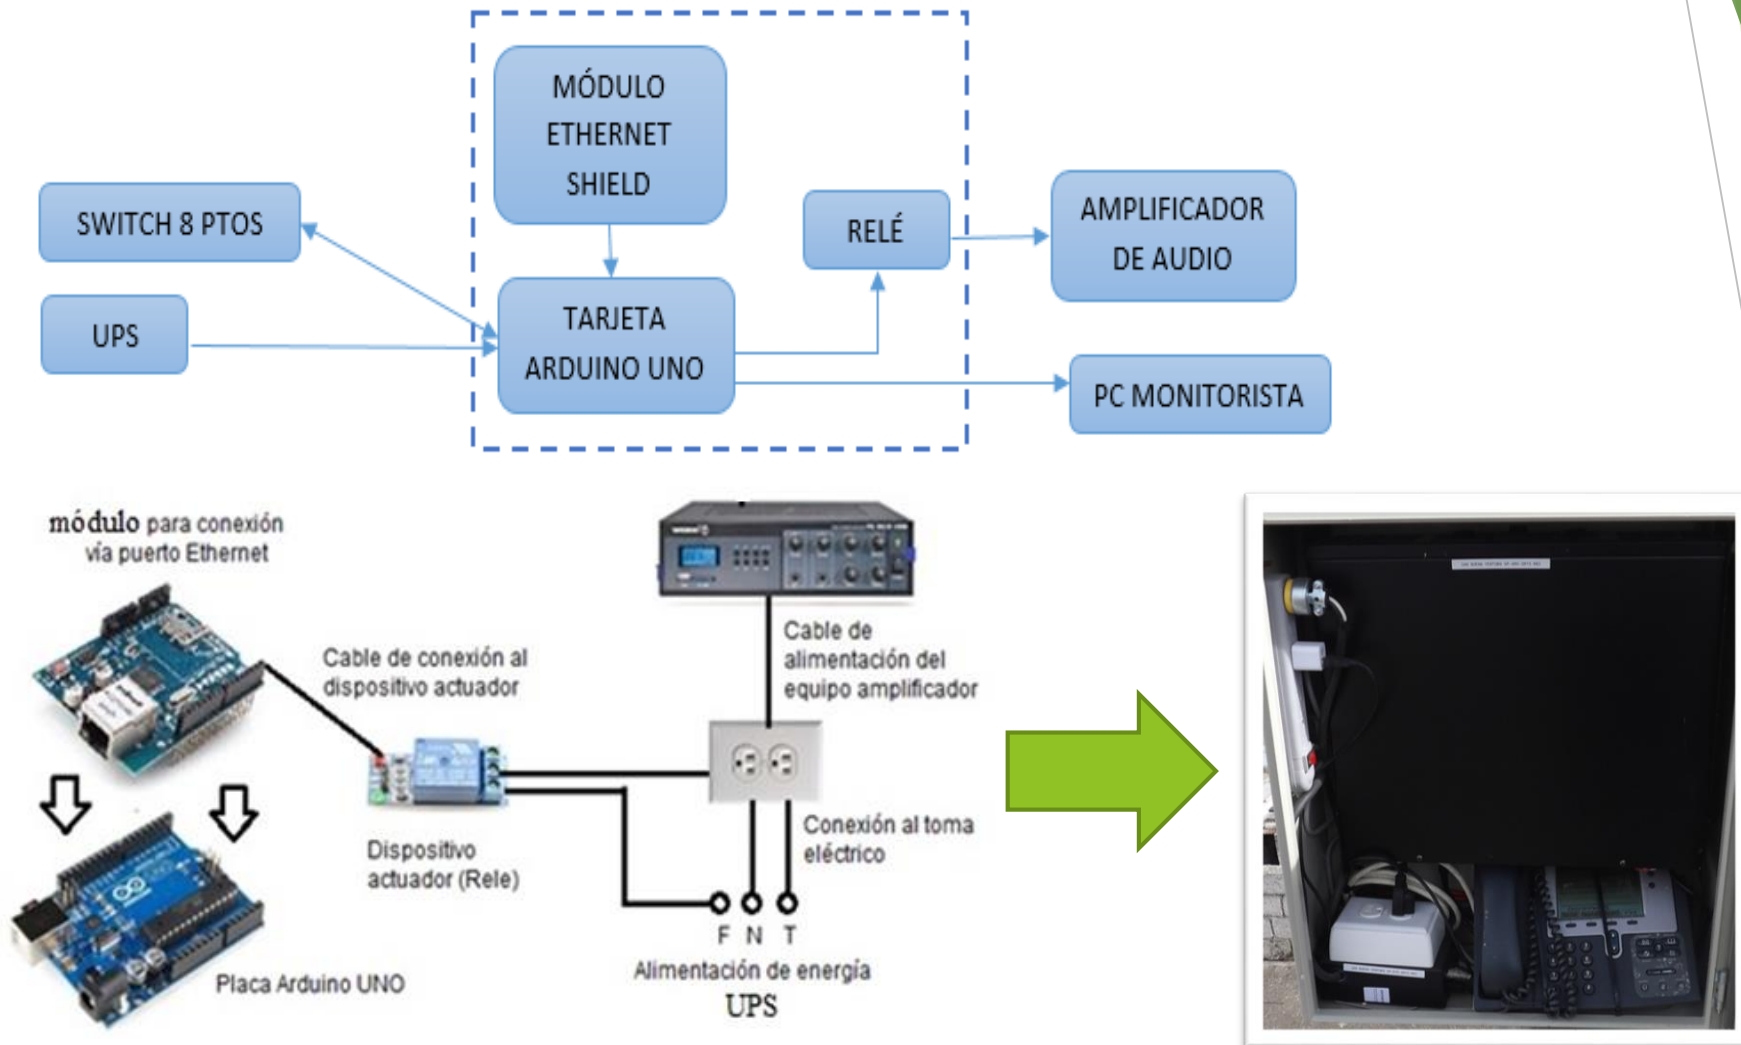 MÓDULO
ETHERNET
SHIELD
SWITCH 8 PTOS
RELÉ
AMPLIFICADOR
DE AUDIO
UPS
TARJETA
ARDUINO UNO
PC MONITORISTA
módulo para conexión
vía puerto Ethernet
Cable de conexión al
dispositivo actuador
Cable de
alimentación del
equipo amplificador
Dispositivo
actuador (Rele)
Conexión al toma
eléctrico
F N T
Alimentación de energía
UPS
Placa Arduino UNO